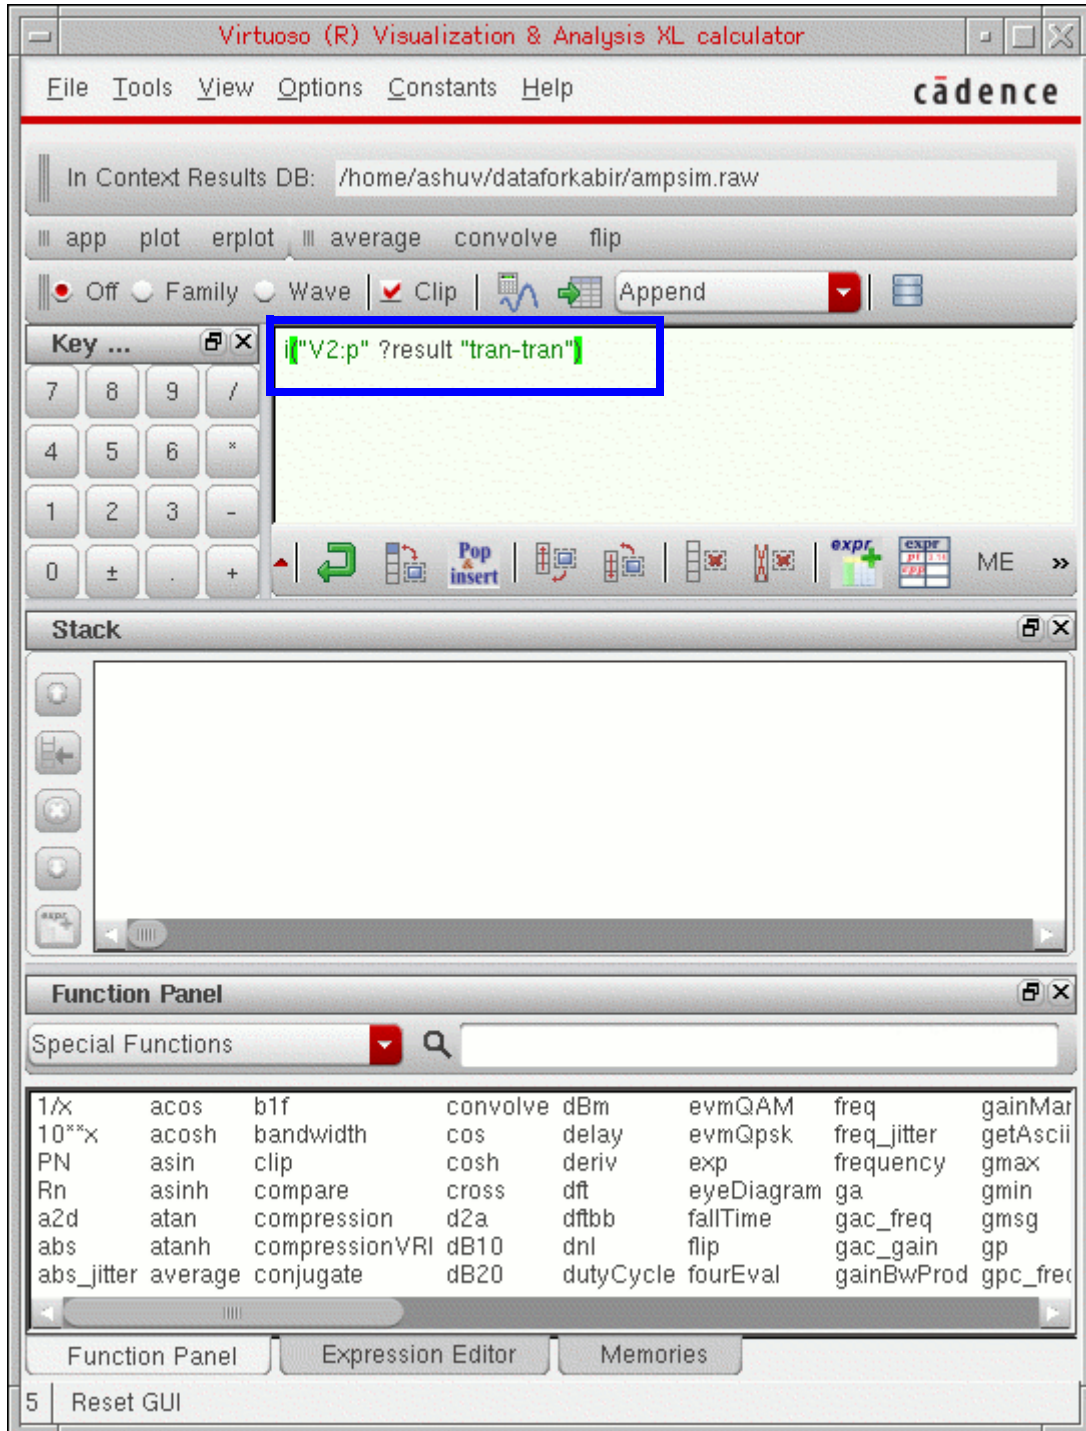 Virtuoso (R) Visualization & Analysis XL calculator
File Tools View Options Constants Help cādence
In Context Results DB: /home/ashuv/dataforkabir/ampsim.raw
app plot erplot average convolve flip
Off Family Wave Clip Append
Key ...
i("V2:p" ?result "tran-tran")
7 8 9 /
4 5 6 *
1 2 3 -
0 ± . +
Pop & insert
expr
expr
ME »
Stack
expr
Function Panel
Special Functions
1/x acos b1f convolve dBm evmQAM freq gainMar
10**x acosh bandwidth cos delay evmQpsk freq_jitter getAscii
PN asin clip cosh deriv exp frequency gmax
Rn asinh compare cross dft eyeDiagram ga gmin
a2d atan compression d2a dftbb fallTime gac_freq gmsg
abs atanh compressionVRI dB10 dnl flip gac_gain gp
abs_jitter average conjugate dB20 dutyCycle fourEval gainBwProd gpc_frec
Function Panel Expression Editor Memories
5 Reset GUI